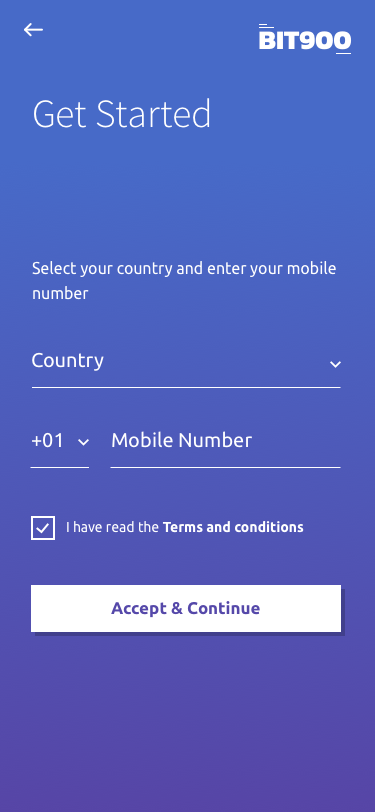 BIT900
Get Started
Select your country and enter your mobile
number
Country
+01 Mobile Number
I have read the Terms and conditions
Accept & Continue